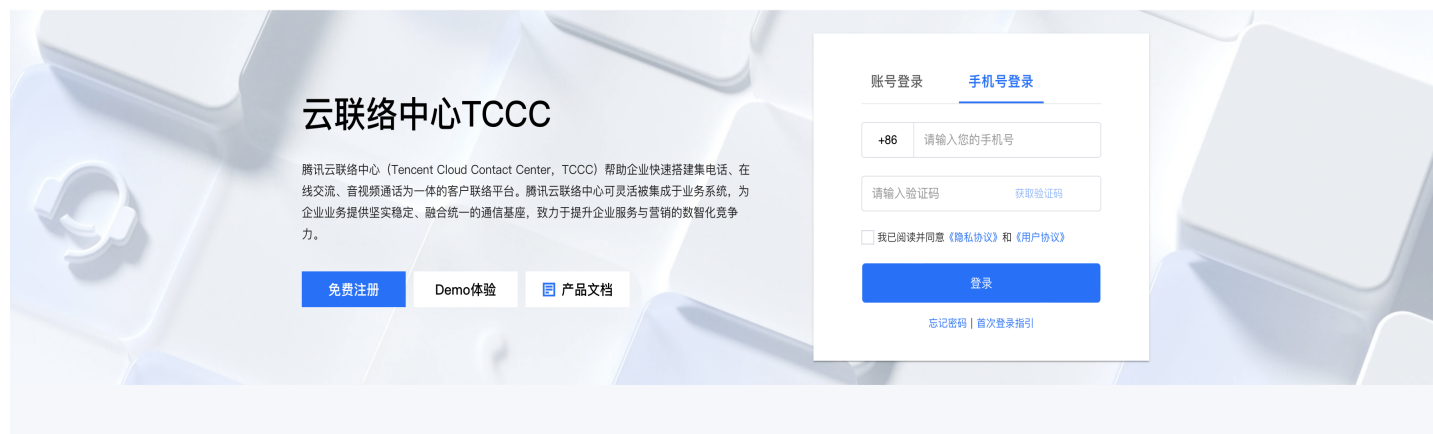 云联络中心TCCC
腾讯云联络中心（Tencent Cloud Contact Center，TCCC）帮助企业快速搭建集电话、在
线交流、音视频通话为一体的客户联络平台。腾讯云联络中心可灵活被集成于业务系统，为
企业业务提供坚实稳定、融合统一的通信基座，致力于提升企业服务与营销的数智化竞争
力。
免费注册 Demo体验 产品文档
账号登录 手机号登录
+86 请输入您的手机号
请输入验证码 获取验证码
我已阅读并同意《隐私协议》和《用户协议》
登录
忘记密码 | 首次登录指引